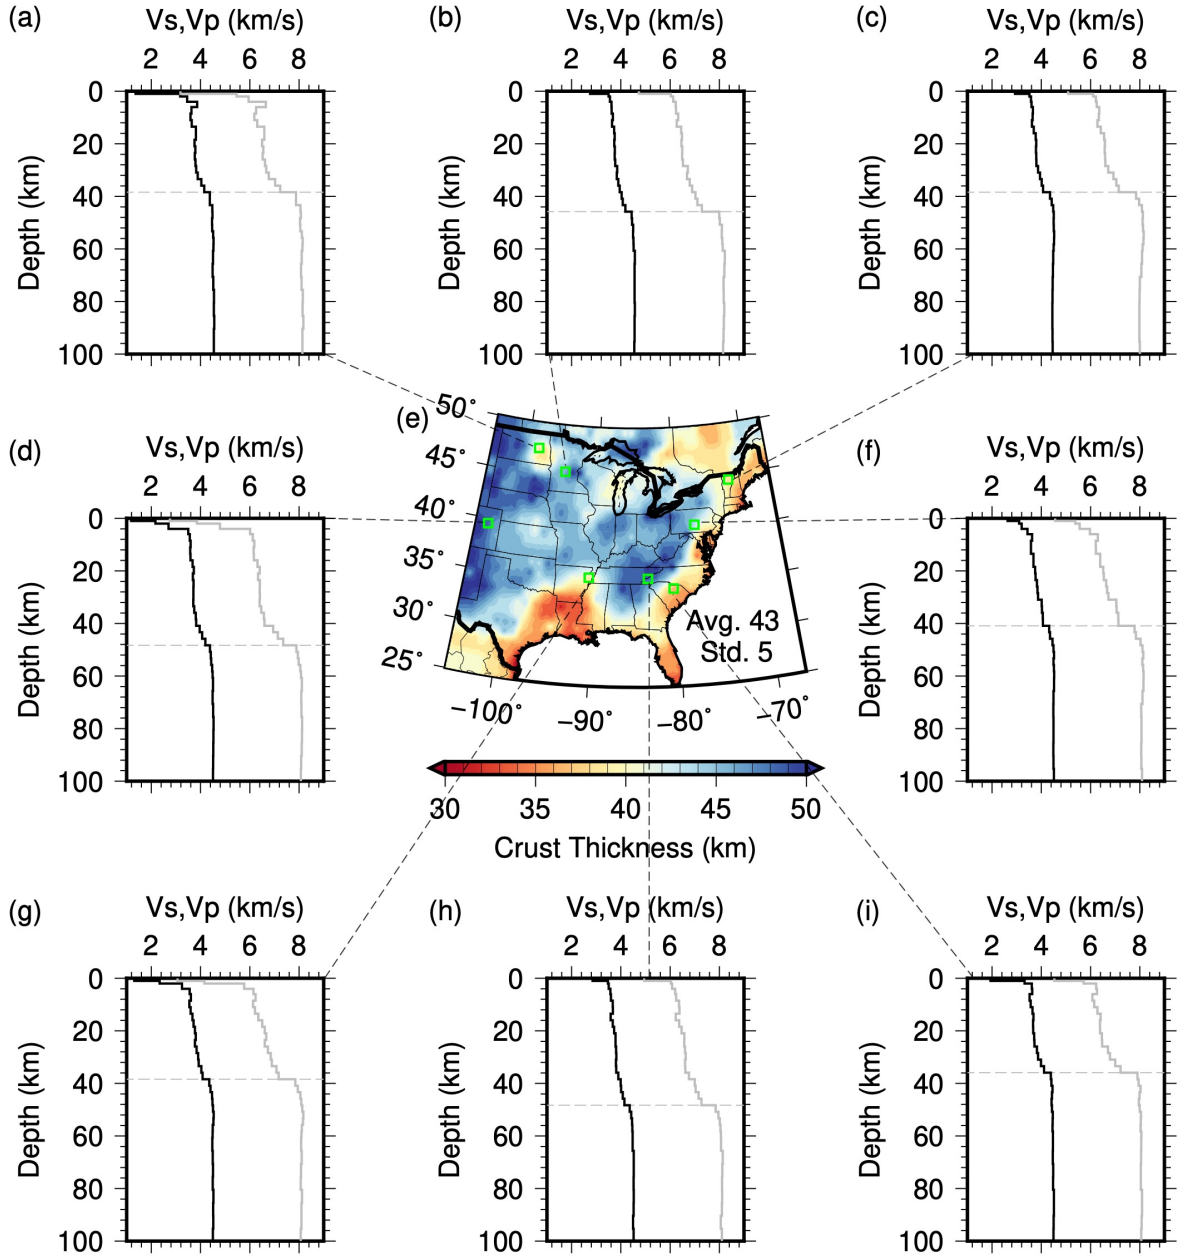 (a) Vs,Vp (km/s) (b) Vs,Vp (km/s) (c) Vs,Vp (km/s)
2 4 6 8 2 4 6 8 2 4 6 8
0 0 0
20 20 20
40 40 40
60 60 60
80 80 80
100 100 100
Depth (km) Depth (km) Depth (km)
(d) Vs,Vp (km/s)
2 4 6 8
0
20
40
60
80
100
Depth (km)
(e)
50°
45°
40°
35°
30°
25°
Avg. 43
Std. 5
−100° −90° −80° −70°
30 35 40 45 50
Crust Thickness (km)
(f) Vs,Vp (km/s)
2 4 6 8
0
20
40
60
80
100
Depth (km)
(g) Vs,Vp (km/s) (h) Vs,Vp (km/s) (i) Vs,Vp (km/s)
2 4 6 8 2 4 6 8 2 4 6 8
0 0 0
20 20 20
40 40 40
60 60 60
80 80 80
100 100 100
Depth (km) Depth (km) Depth (km)